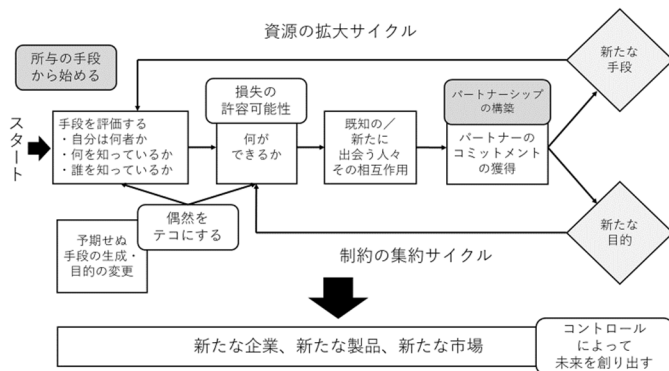 資源の拡大サイクル
所与の手段
から始める
スタート
手段を評価する
・自分は何者か
・何を知っているか
・誰を知っているか
損失の
許容可能性
何が
できるか
既知の／
新たに
出会う人々
その相互作用
パートナーシップ
の構築
パートナーの
コミットメント
の獲得
新たな
手段
新たな
目的
偶然を
テコにする
予期せぬ
手段の生成・
目的の変更
制約の集約サイクル
新たな企業、新たな製品、新たな市場
コントロール
によって
未来を創り出す